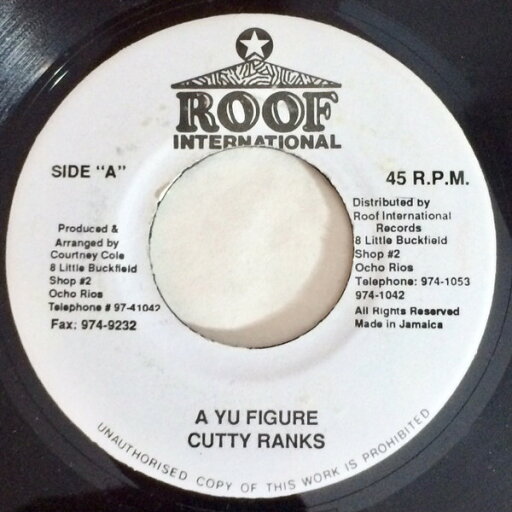 ROOF
INTERNATIONAL
SIDE "A"
45 R.P.M.
Produced &
Arranged by
Courtney Cole
8 Little Buckfield
Shop #2
Ocho Rios
Telephone # 97-41042
Fax: 974-9232
Distributed by
Roof International
Records
8 Little Buckfield
Shop #2
Ocho Rios
Telephone: 974-1053
974-1042
All Rights Reserved
Made in Jamaica
A YU FIGURE
CUTTY RANKS
UNAUTHORISED COPY OF THIS WORK IS PROHIBITED